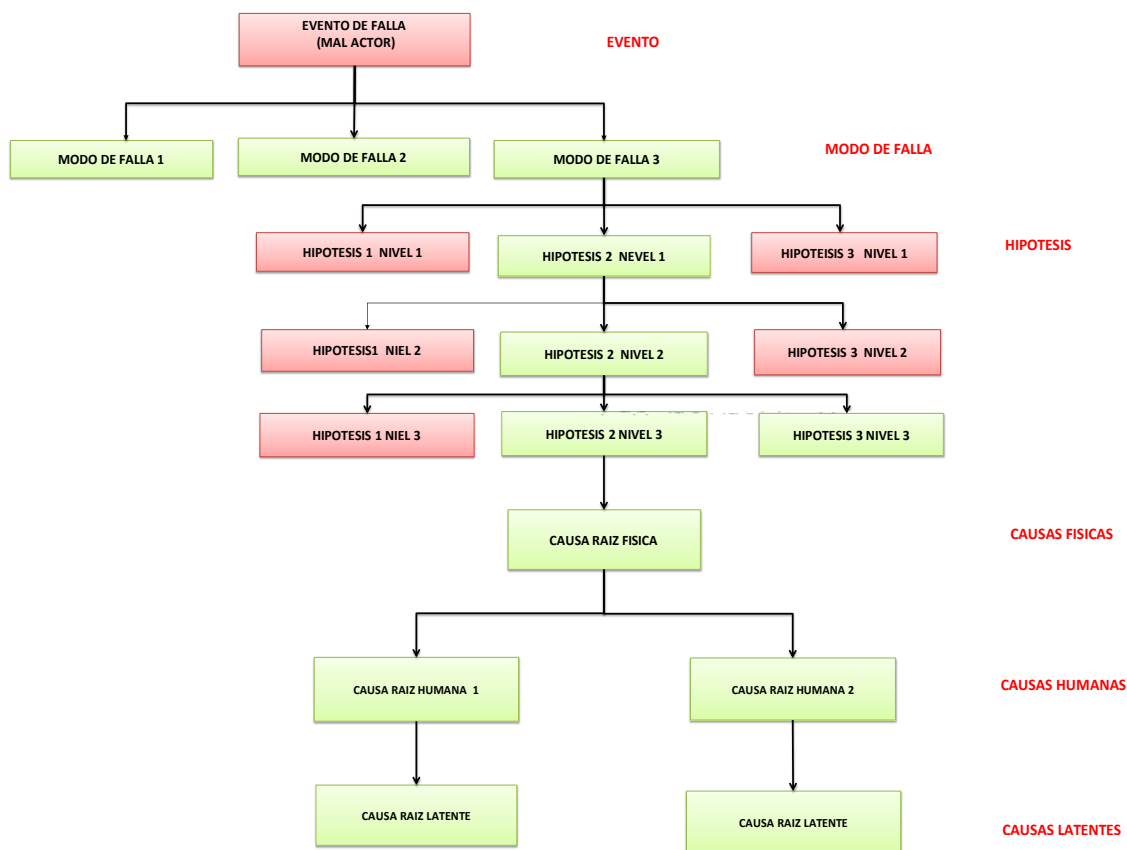 EVENTO DE FALLA
(MAL ACTOR)
EVENTO
MODO DE FALLA 1
MODO DE FALLA 2
MODO DE FALLA 3
MODO DE FALLA
HIPOTESIS 1 NIVEL 1
HIPOTESIS 2 NEVEL 1
HIPOTEISIS 3 NIVEL 1
HIPOTESIS
HIPOTESIS1 NIEL 2
HIPOTESIS 2 NIVEL 2
HIPOTESIS 3 NIVEL 2
HIPOTESIS 1 NIEL 3
HIPOTESIS 2 NIVEL 3
HIPOTESIS 3 NIVEL 3
CAUSA RAIZ FISICA
CAUSAS FISICAS
CAUSA RAIZ HUMANA 1
CAUSA RAIZ HUMANA 2
CAUSAS HUMANAS
CAUSA RAIZ LATENTE
CAUSA RAIZ LATENTE
CAUSAS LATENTES